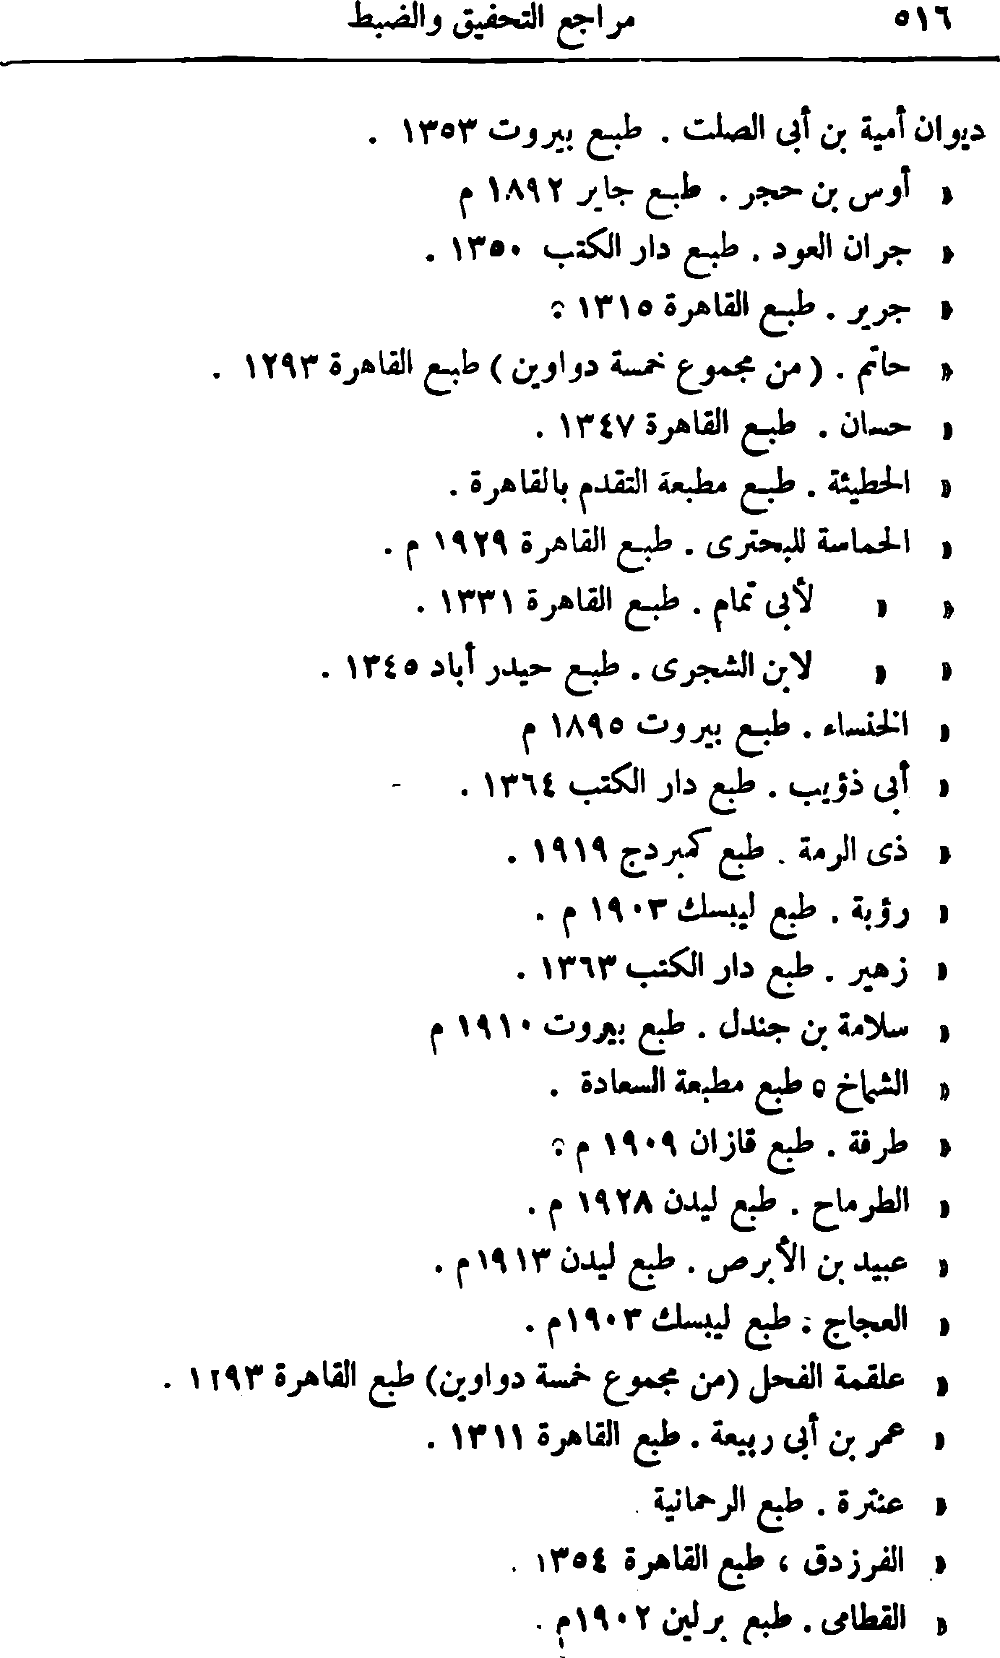 ٥١٦ مراجع التحقيق والضبط
ديوان أمية بن أبى الصلت . طبع بيروت ١٣٥٣ .
« أوس بن حجر . طبع جاير ١٨٩٢ م
« جران العود . طبع دار الكتب ١٣٥٠ .
« جرير . طبع القاهرة ١٣١٥ :
« حاتم . ( من مجموع خمسة دواوين ) طبع القاهرة ١٢٩٣ .
« حسان . طبع القاهرة ١٣٤٧ .
« الحطيئة . طبع مطبعة التقدم بالقاهرة .
« الحماسة للبحترى . طبع القاهرة ١٩٢٩ م .
« « لأبى تمام . طبع القاهرة ١٣٣١ .
« « لابن الشجرى . طبع حيدر أباد ١٣٤٥ .
« الخنساء . طبع بيروت ١٨٩٥ م
« أبى ذؤيب . طبع دار الكتب ١٣٦٤ .
« ذى الرمة . طبع كمبردج ١٩١٩ .
« رؤبة . طبع ليبسك ١٩٠٣ م .
« زهير . طبع دار الكتب ١٣٦٣ .
« سلامة بن جندل . طبع بيروت ١٩١٠ م
« الشماخ ه طبع مطبعة السعادة .
« طرفة . طبع قازان ١٩٠٩ م :
« الطرماح . طبع ليدن ١٩٢٨ م .
« عبيد بن الأبرص . طبع ليدن ١٩١٣م .
« العجاج : طبع ليبسك ١٩٠٣م .
« علقمة الفحل (من مجموع خمسة دواوين) طبع القاهرة ١٢٩٣ .
« عمر بن أبى ربيعة . طبع القاهرة ١٣١١ .
« عنترة . طبع الرحمانية
« الفرزدق ، طبع القاهرة ١٣٥٤ .
« القطامى . طبع برلين ١٩٠٢م .